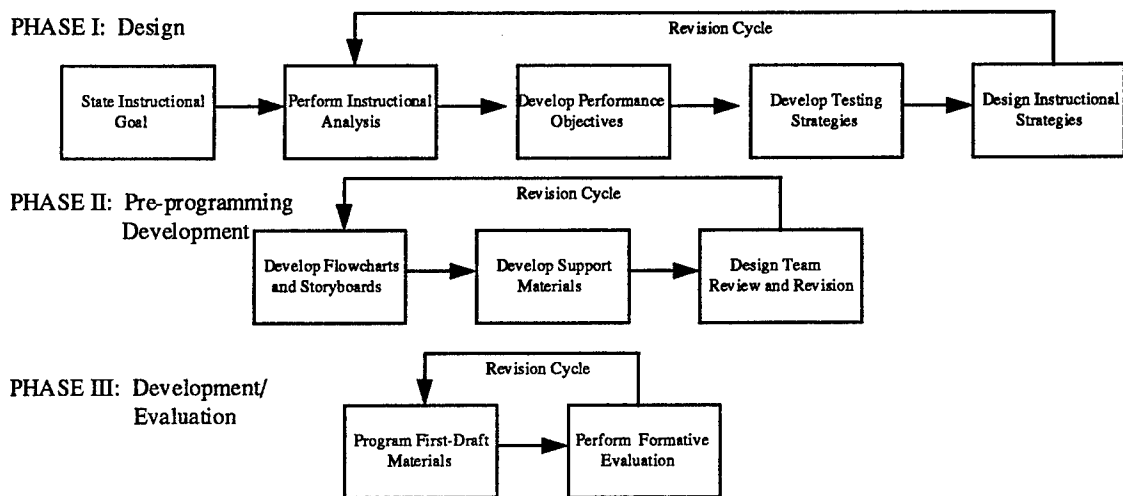 PHASE I: Design
Revision Cycle
State Instructional
Goal
Perform Instructional
Analysis
Develop Performance
Objectives
Develop Testing
Strategies
Design Instructional
Strategies
PHASE II: Pre-programming
Development
Revision Cycle
Develop Flowcharts
and Storyboards
Develop Support
Materials
Design Team
Review and Revision
PHASE III: Development/
Evaluation
Revision Cycle
Program First-Draft
Materials
Perform Formative
Evaluation